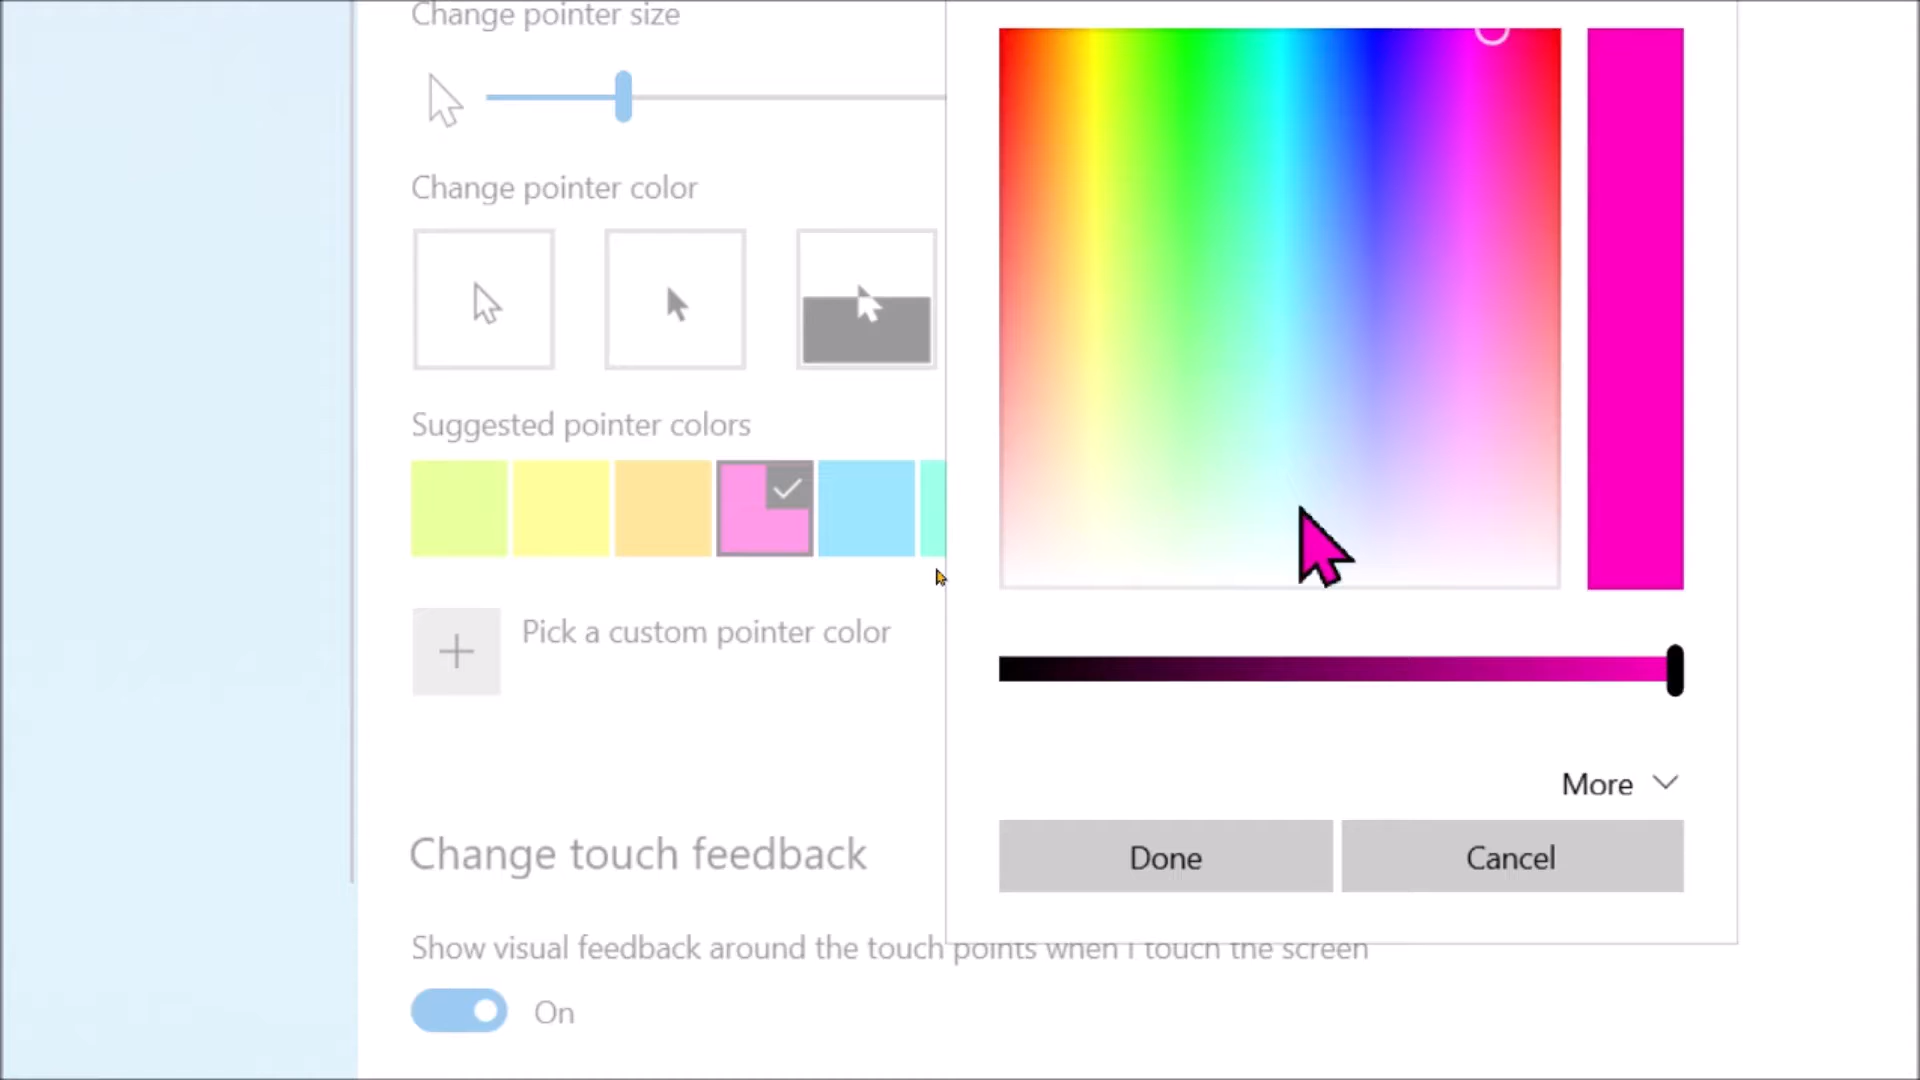 Change pointer size
Change pointer color
Suggested pointer colors
Pick a custom pointer color
More
Done
Cancel
Change touch feedback
Show visual feedback around the touch points when I touch the screen
On